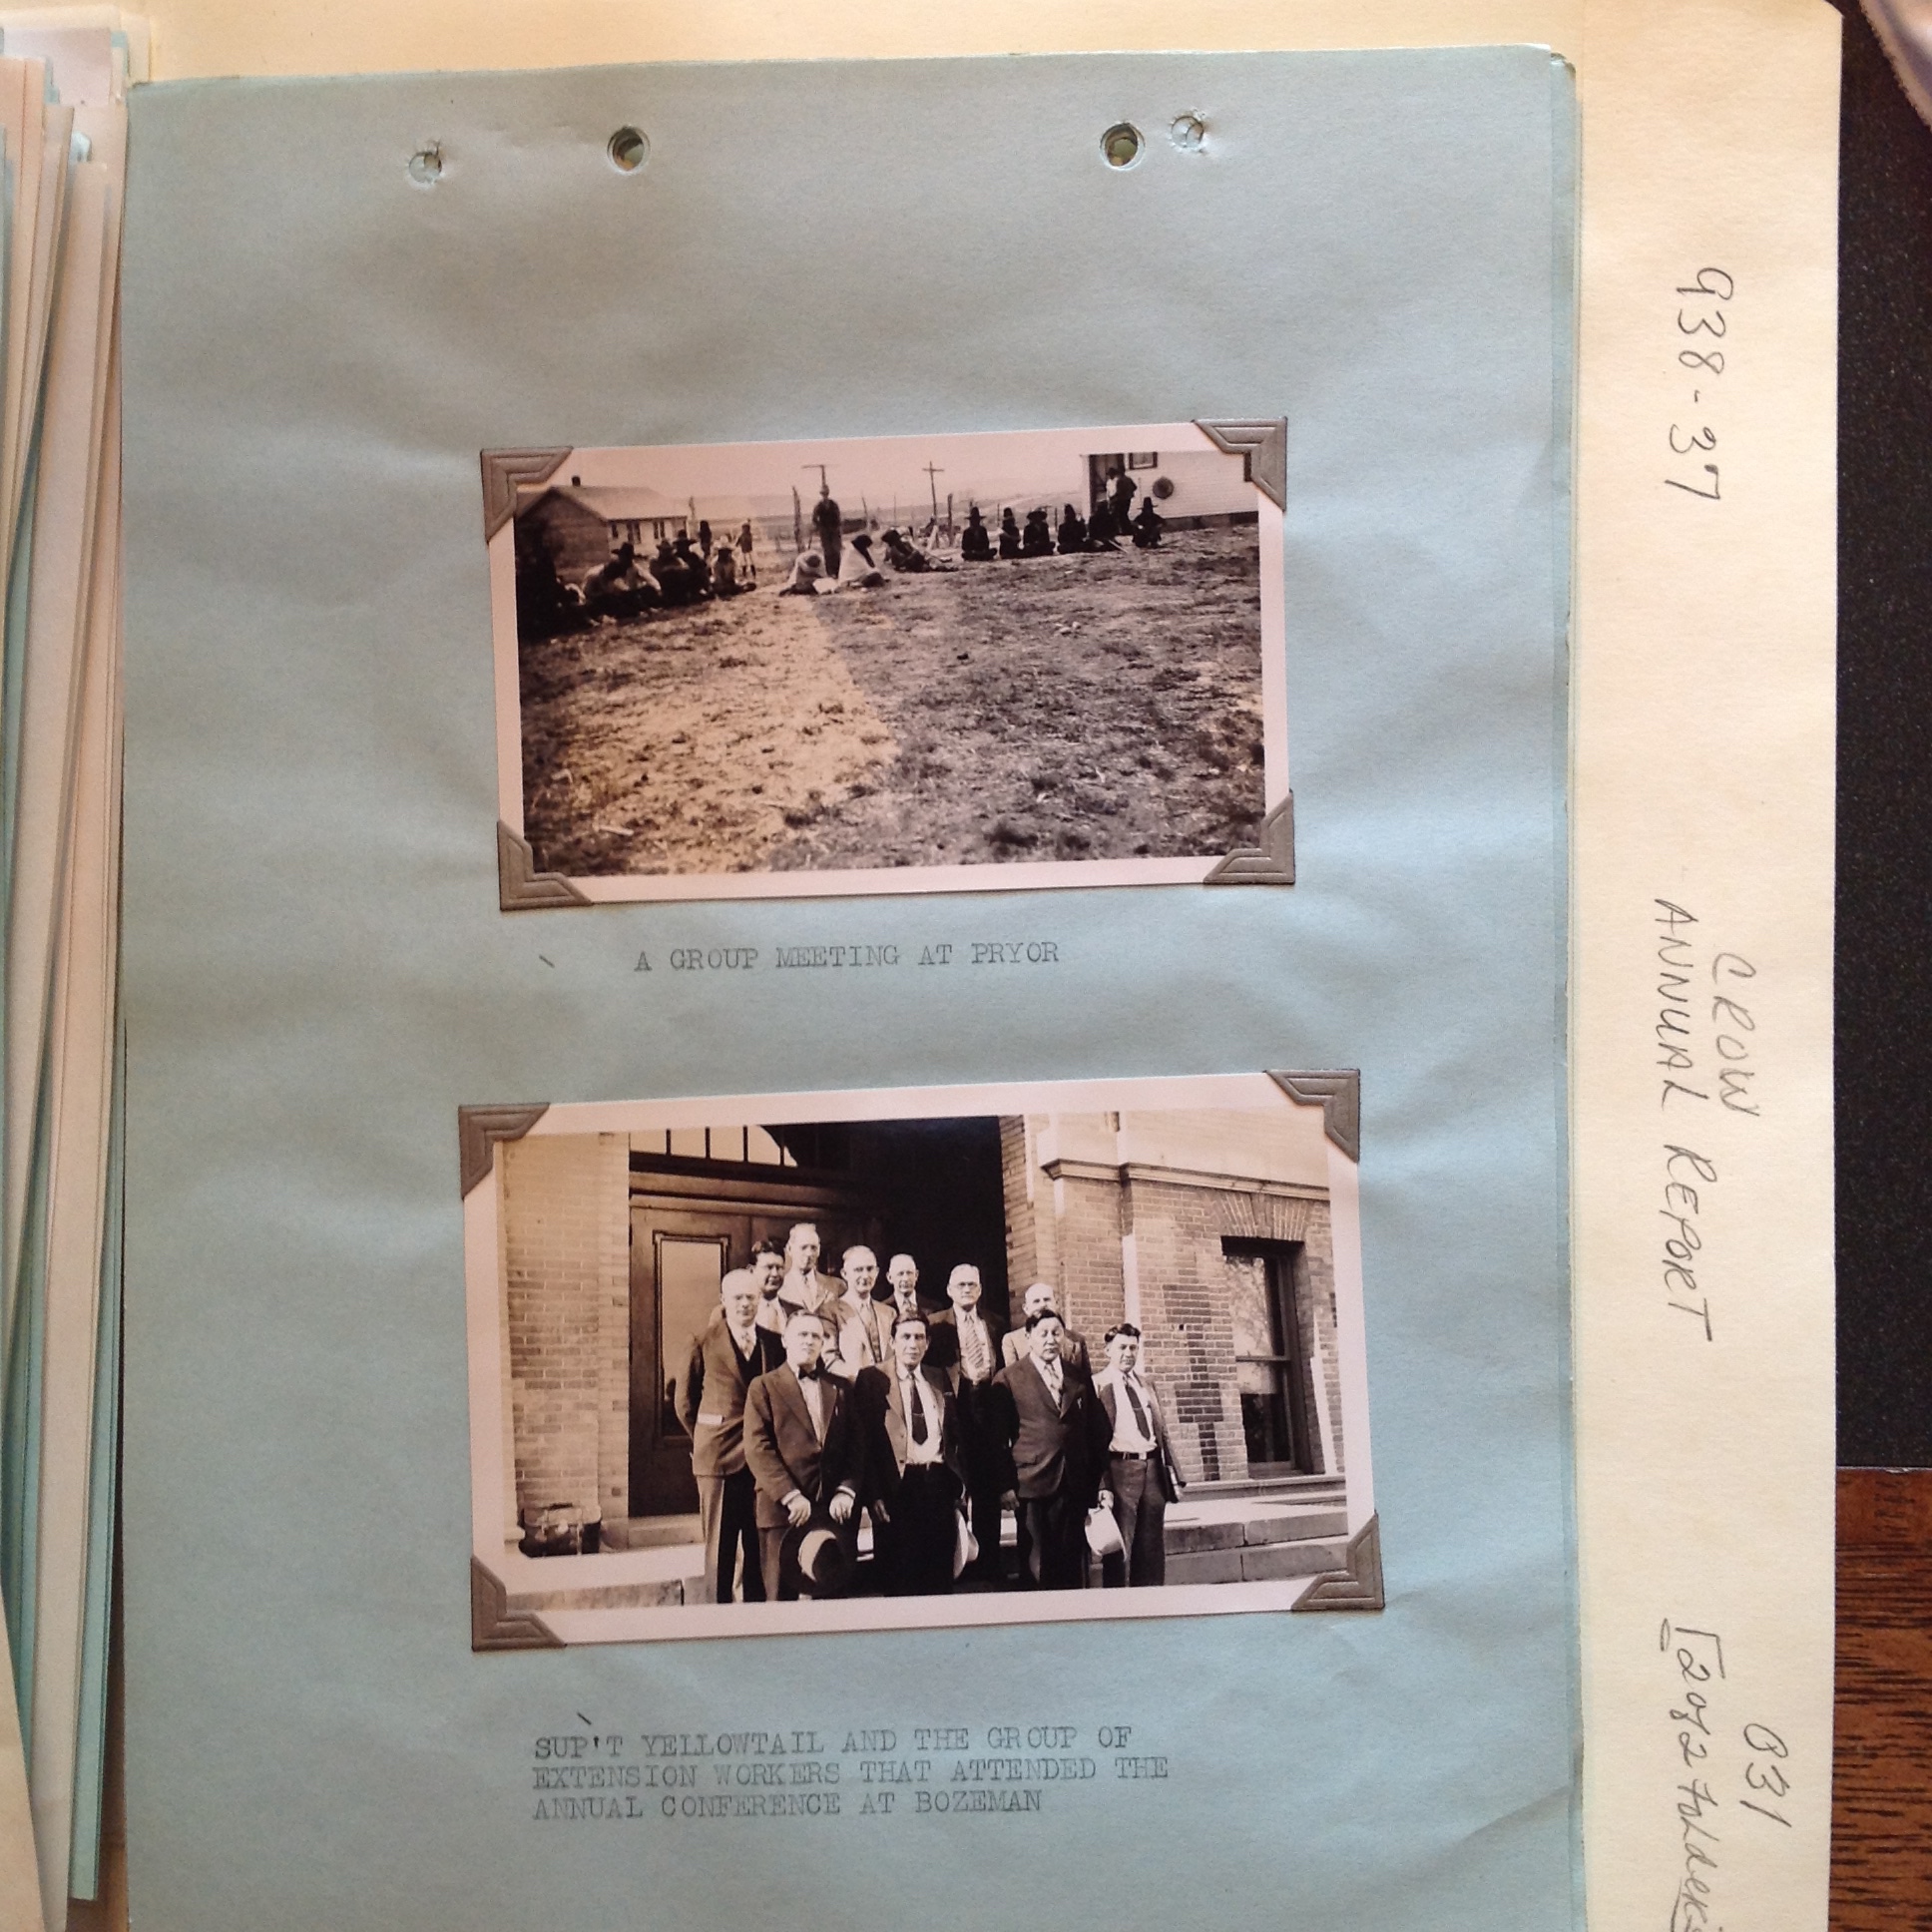 A GROUP MEETING AT PRYOR
SUP'T YELLOWTAIL AND THE GROUP OF
EXTENSION WORKERS THAT ATTENDED THE
ANNUAL CONFERENCE AT BOZEMAN
938-37
CROW
ANNUAL REPORT
031
[2 of 2 folders]